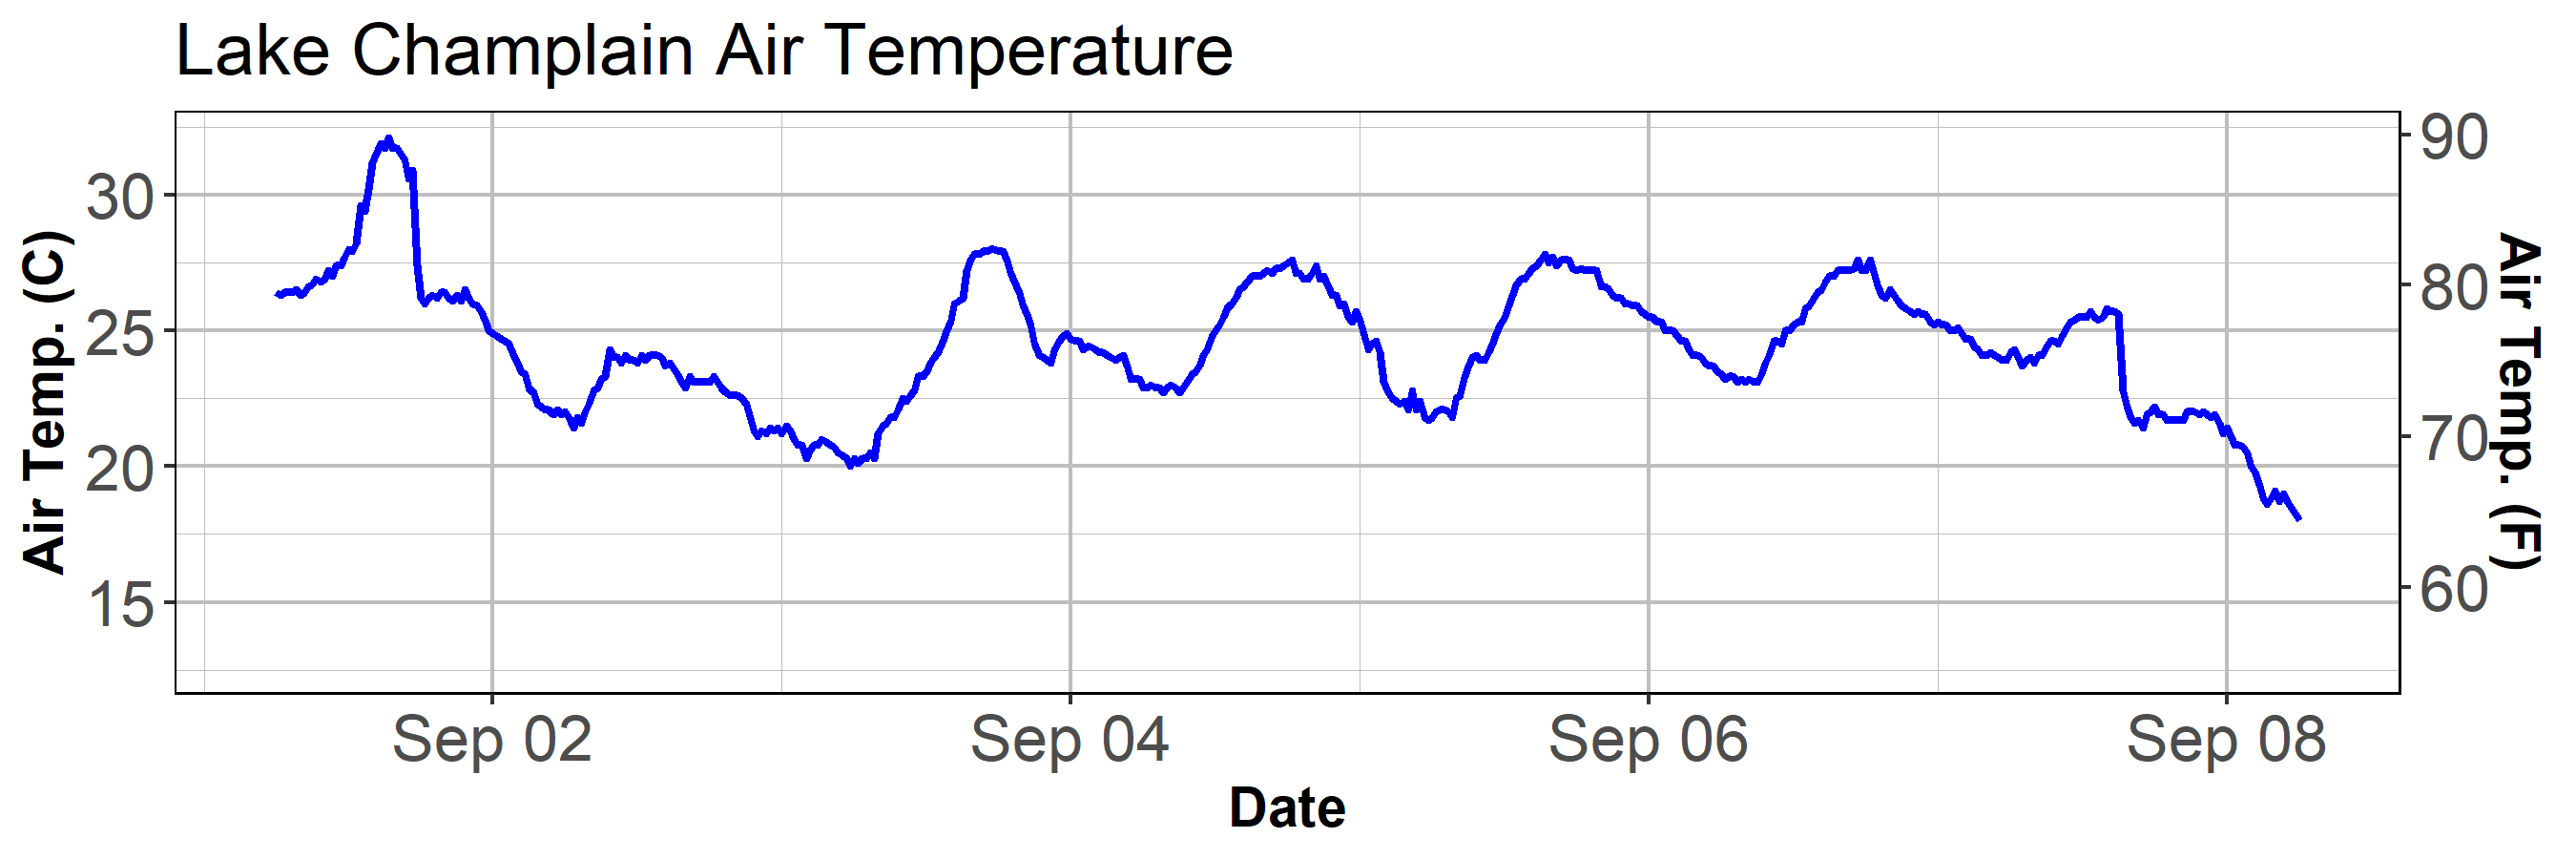 Lake Champlain Air Temperature
Air Temp. (C)
30
25
20
15
90
80
70
60
Air Temp. (F)
Sep 02 Sep 04 Sep 06 Sep 08
Date